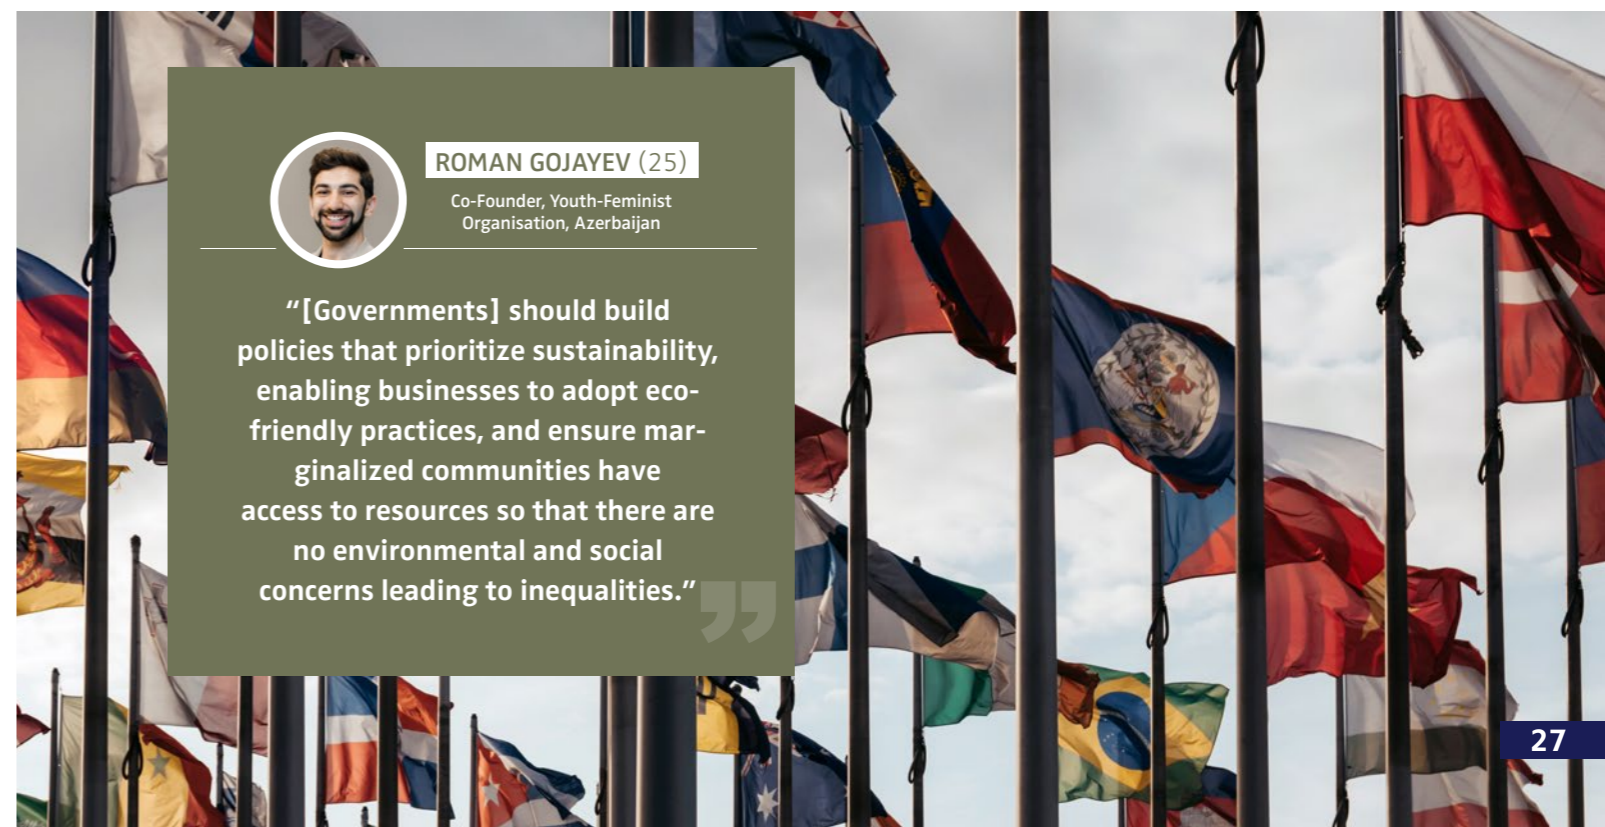 ROMAN GOJAYEV (25)
Co-Founder, Youth-Feminist
Organisation, Azerbaijan
“[Governments] should build
policies that prioritize sustainability,
enabling businesses to adopt eco-
friendly practices, and ensure mar-
ginalized communities have
access to resources so that there are
no environmental and social
concerns leading to inequalities.”
27